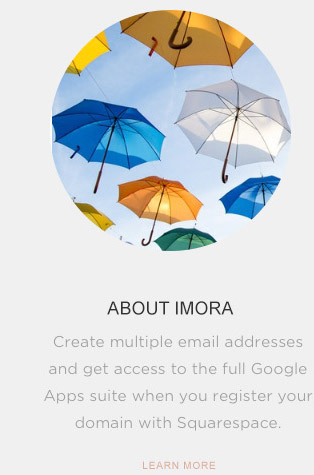 ABOUT IMORA
Create multiple email addresses
and get access to the full Google
Apps suite when you register your
domain with Squarespace.
LEARN MORE